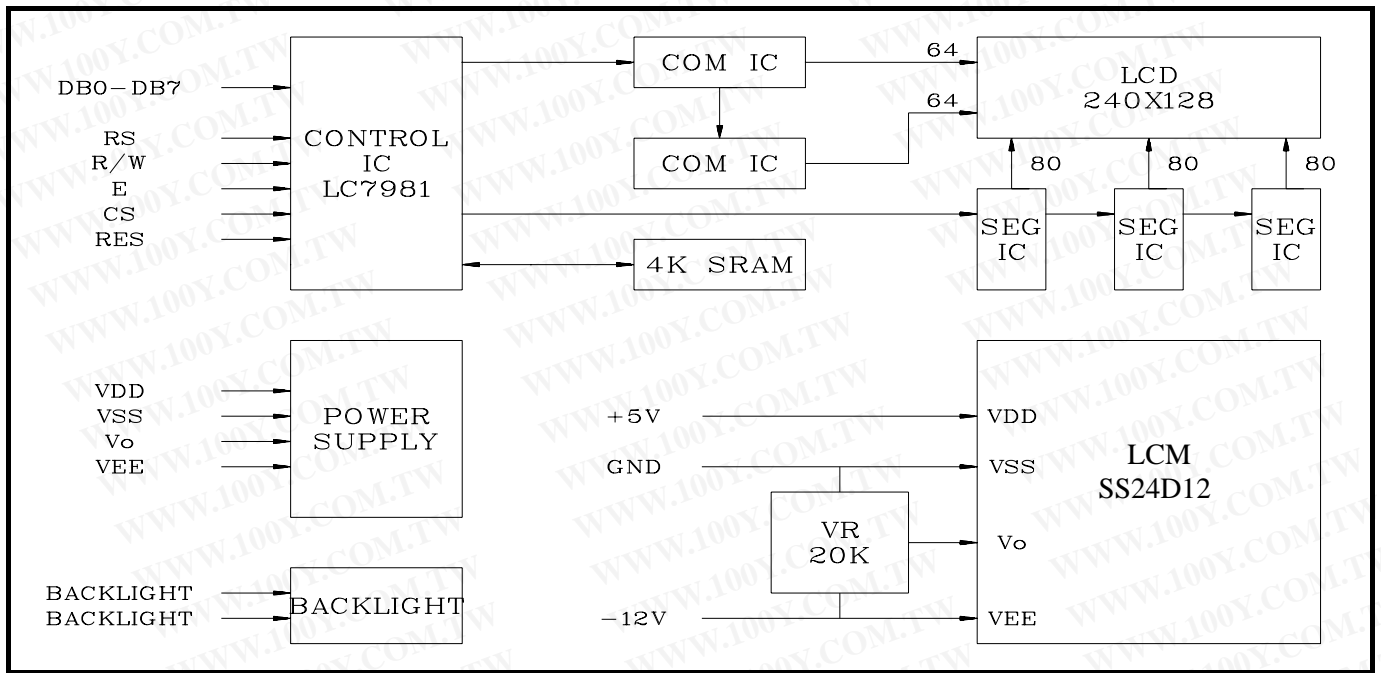 DB0-DB7
RS
R/W
E
CS
RES
CONTROL
IC
LC7981
COM IC
COM IC
4K SRAM
64
64
LCD
240X128
80
80
80
SEG
IC
SEG
IC
SEG
IC
VDD
VSS
Vo
VEE
POWER
SUPPLY
BACKLIGHT
BACKLIGHT
BACKLIGHT
+5V
GND
-12V
VR
20K
VDD
VSS
Vo
VEE
LCM
SS24D12
WWW.100Y.COM.TW